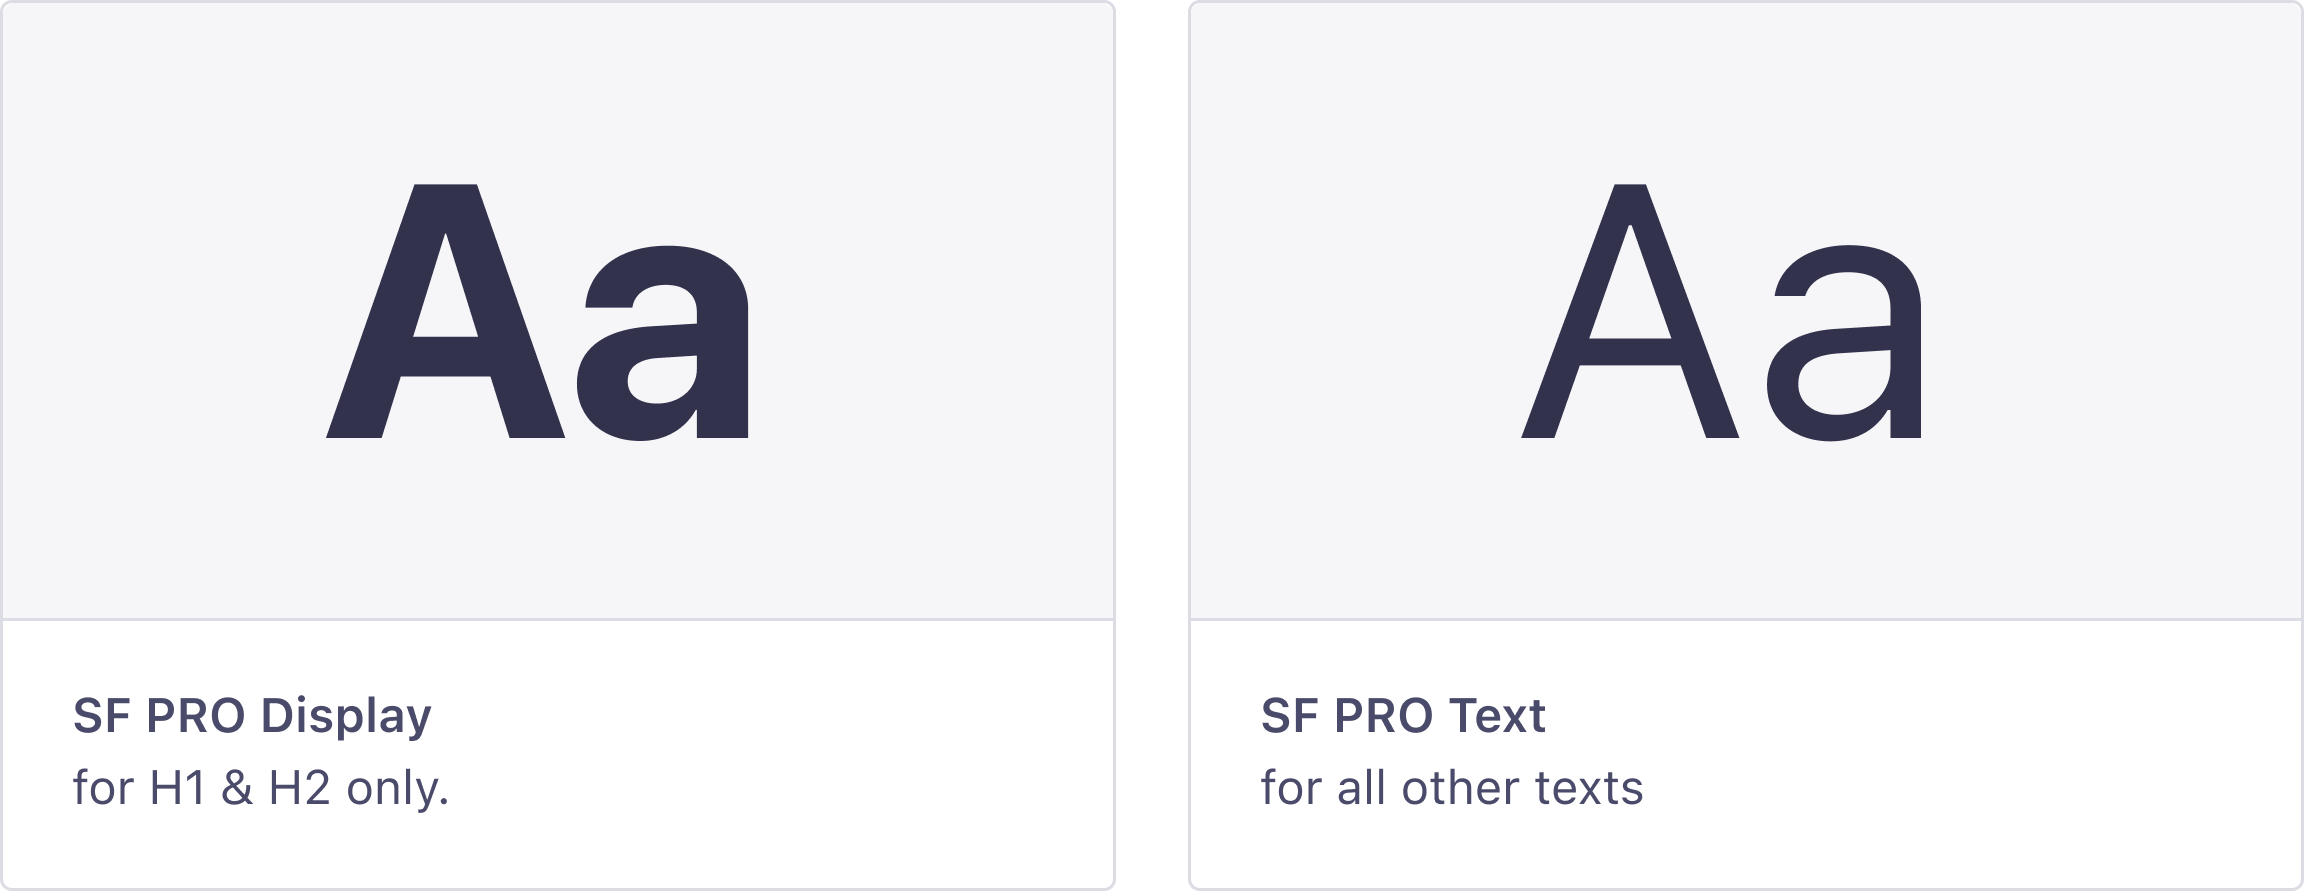 Aa
SF PRO Display
for H1 & H2 only.
Aa
SF PRO Text
for all other texts